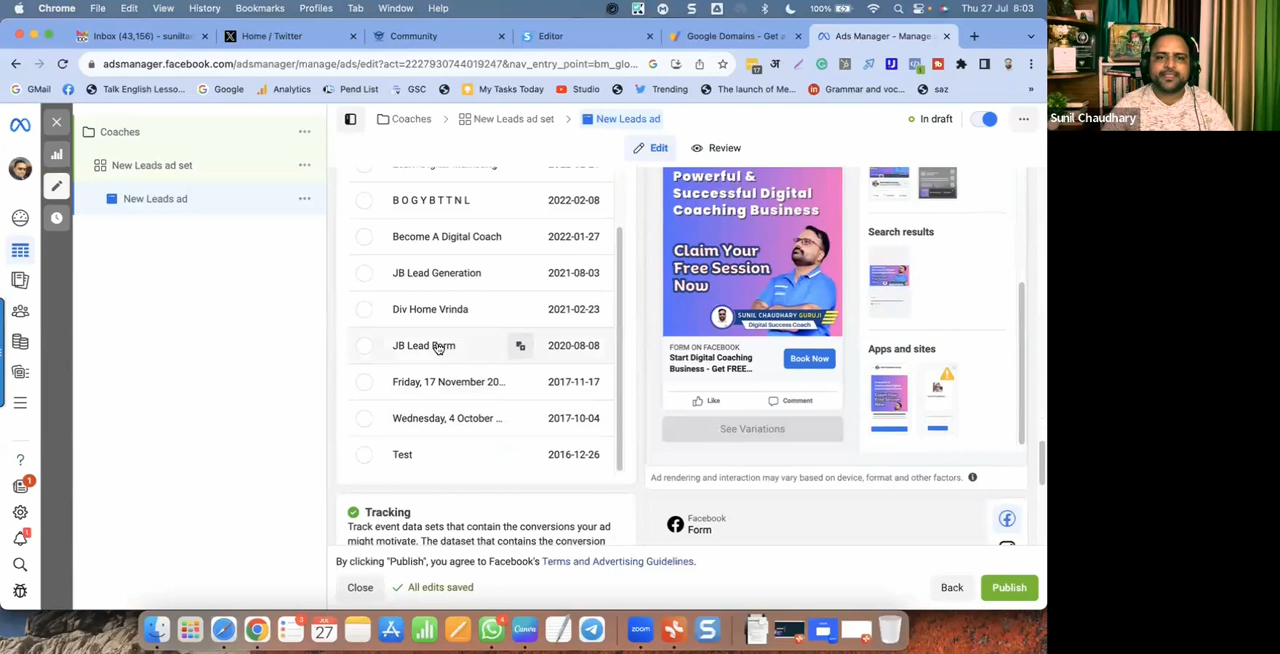 Chrome File Edit View History Bookmarks Profiles Tab Window Help 100% Thu 27 Jul 8:03
Inbox (43,156) - suniltan
Home / Twitter
Community
Editor
Google Domains - Get a
Ads Manager - Manage
adsmanager.facebook.com/adsmanager/manage/ads/edit?act=2227930744019247&nav_entry_point=bm_glo...
17
GMail
Talk English Lesso...
Google
Analytics
Pend List
GSC
My Tasks Today
Studio
Trending
The launch of Me...
Grammar and voc...
saz
»
Sunil Chaudhary
Coaches
New Leads ad set
New Leads ad
Coaches > New Leads ad set > New Leads ad
In draft
Edit
Review
B O G Y B T T N L 2022-02-08
Become A Digital Coach 2022-01-27
JB Lead Generation 2021-08-03
Div Home Vrinda 2021-02-23
JB Lead Form 2020-08-08
Friday, 17 November 20... 2017-11-17
Wednesday, 4 October ... 2017-10-04
Test 2016-12-26
Tracking
Track event data sets that contain the conversions your ad
might motivate. The dataset that contains the conversion
Powerful &
Successful Digital
Coaching Business
Claim Your
Free Session
Now
SUNIL CHAUDHARY GURUJI
Digital Success Coach
FORM ON FACEBOOK
Start Digital Coaching
Business - Get FREE...
Book Now
Like
Comment
See Variations
Search results
Apps and sites
Ad rendering and interaction may vary based on device, format and other factors.
Facebook
Form
By clicking "Publish", you agree to Facebook's Terms and Advertising Guidelines.
Close
All edits saved
Back
Publish
JUL
27
Canva
zoom